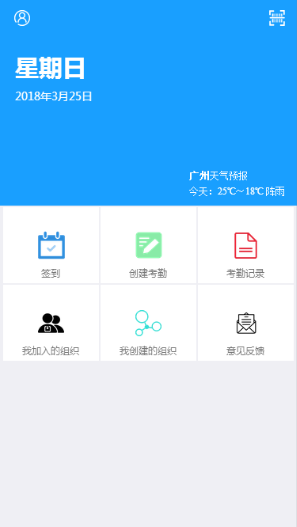 星期日
2018年3月25日
广州天气预报
今天：25℃～18℃ 阵雨
签到
创建考勤
考勤记录
我加入的组织
我创建的组织
意见反馈